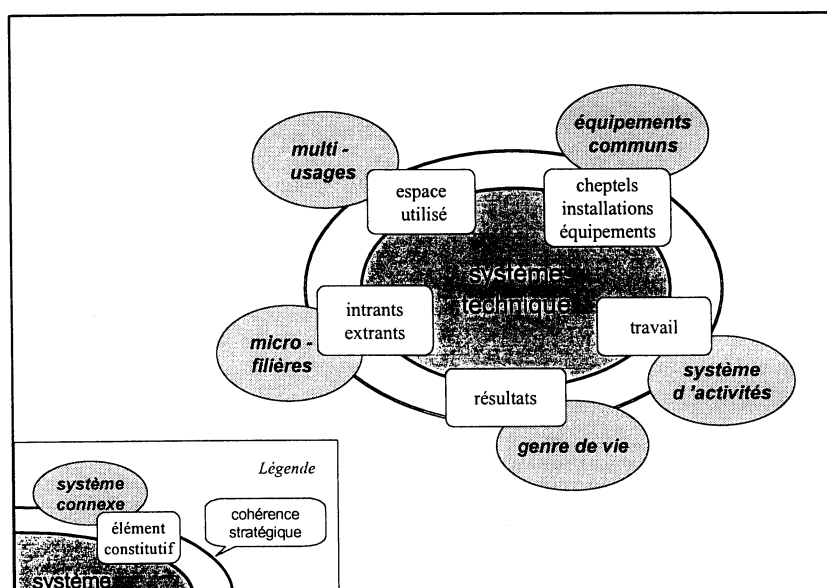 équipements
communs
multi -
usages
espace
utilisé
cheptels
installations
équipements
système
technique
intrants
extrants
travail
micro -
filières
système
d 'activités
résultats
genre de vie
Légende
système
connexe
élément
constitutif
cohérence
stratégique
système